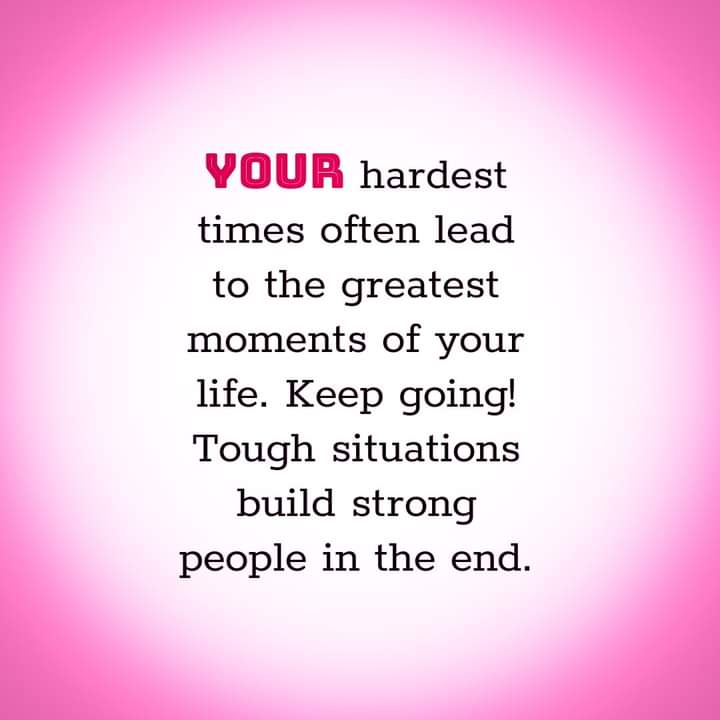 YOUR hardest
times often lead
to the greatest
moments of your
life. Keep going!
Tough situations
build strong
people in the end.